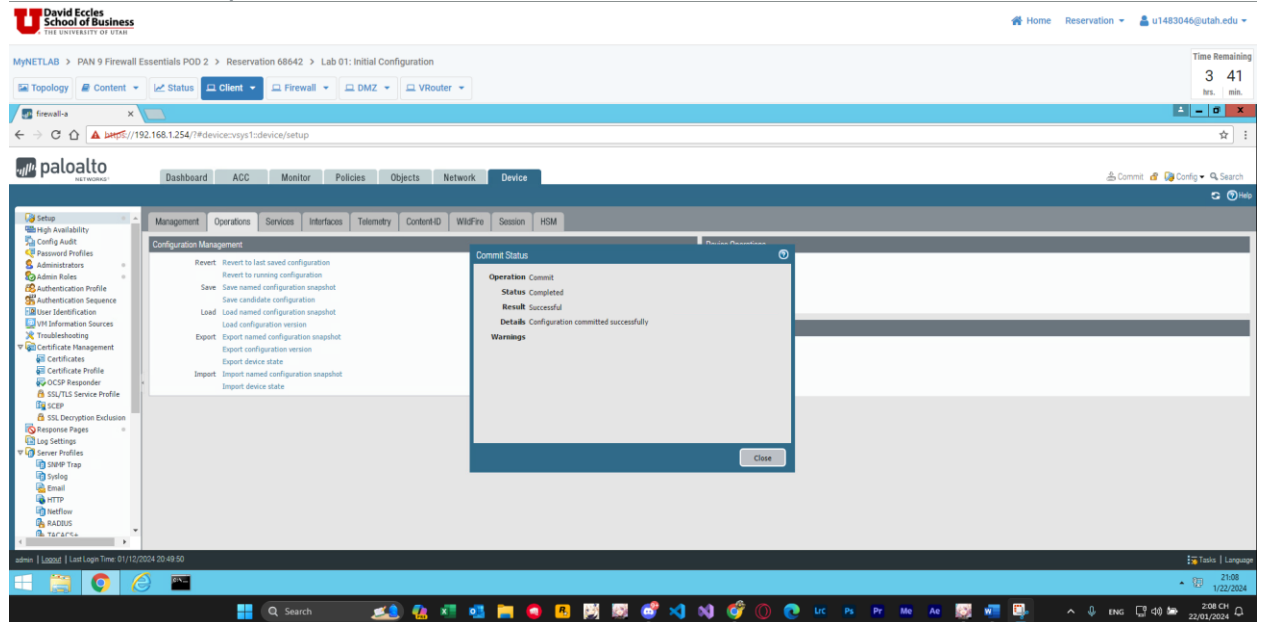 David Eccles
School of Business
THE UNIVERSITY OF UTAH
Home Reservation u1483046@utah.edu
MyNETLAB > PAN 9 Firewall Essentials POD 2 > Reservation 68642 > Lab 01: Initial Configuration
Time Remaining
3 41
hrs. min.
Topology Content Status Client Firewall DMZ VRouter
firewall-a
https://192.168.1.254/?#device::vsys1::device/setup
paloalto
NETWORKS
Dashboard ACC Monitor Policies Objects Network Device
Commit Config Search
Help
Setup
High Availability
Config Audit
Password Profiles
Administrators
Admin Roles
Authentication Profile
Authentication Sequence
User Identification
VM Information Sources
Troubleshooting
Certificate Management
Certificates
Certificate Profile
OCSP Responder
SSL/TLS Service Profile
SCEP
SSL Decryption Exclusion
Response Pages
Log Settings
Server Profiles
SNMP Trap
Syslog
Email
HTTP
Netflow
RADIUS
TACACS+
Management Operations Services Interfaces Telemetry Content-ID WildFire Session HSM
Configuration Management
Revert Revert to last saved configuration
Revert to running configuration
Save Save named configuration snapshot
Save candidate configuration
Load Load named configuration snapshot
Load configuration version
Export Export named configuration snapshot
Export configuration version
Export device state
Import Import named configuration snapshot
Import device state
Device Operations
Commit Status
Operation Commit
Status Completed
Result Successful
Details Configuration committed successfully
Warnings
Close
admin | Logout | Last Login Time: 01/12/2024 20:49:50
Tasks | Language
21:08
1/22/2024
Search
Lrc Ps Pr Me Ae
ENG
2:08 CH
22/01/2024